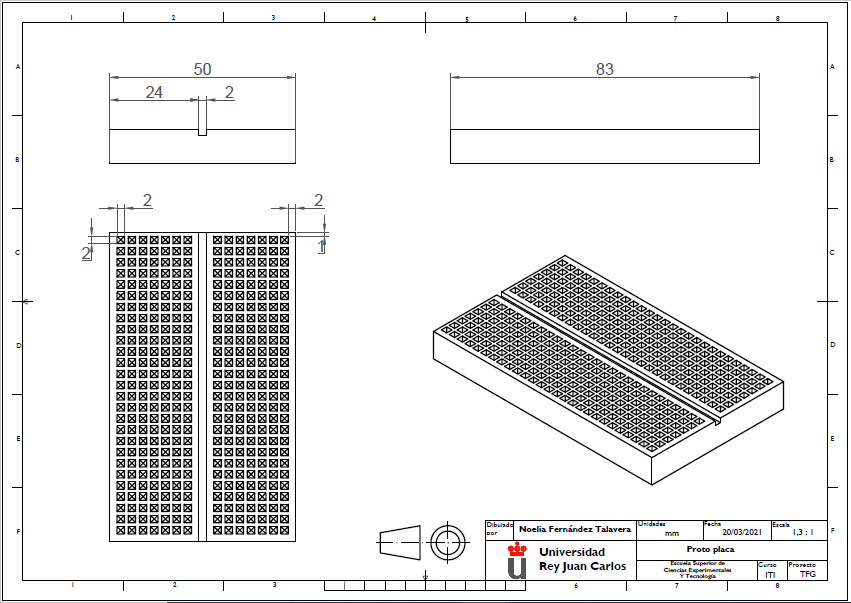 1 2 3 4 5 6 7 8
A A
50
83
24 2
B B
2 2
2 1
C C
D D
E E
F F
Dibujado por
Noelia Fernández Talavera
Unidades
mm
Fecha
20/03/2021
Escala
1,3 : 1
Universidad
Rey Juan Carlos
Proto placa
Escuela Superior de
Ciencias Experimentales
Y Tecnología
Curso
ITI
Proyecto
TFG
1 2 3 6 7 8